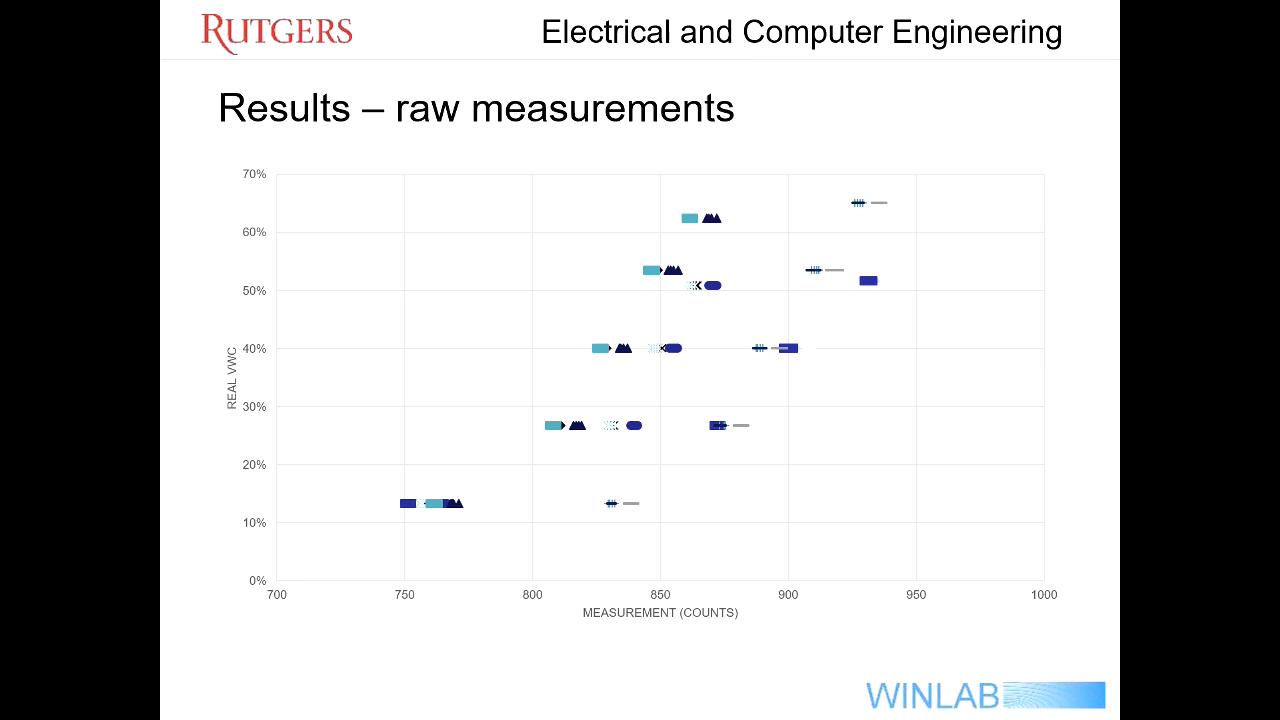 RUTGERS
Electrical and Computer Engineering
Results – raw measurements
70%
60%
50%
40%
30%
20%
10%
0%
REAL VWC
700 750 800 850 900 950 1000
MEASUREMENT (COUNTS)
WINLAB